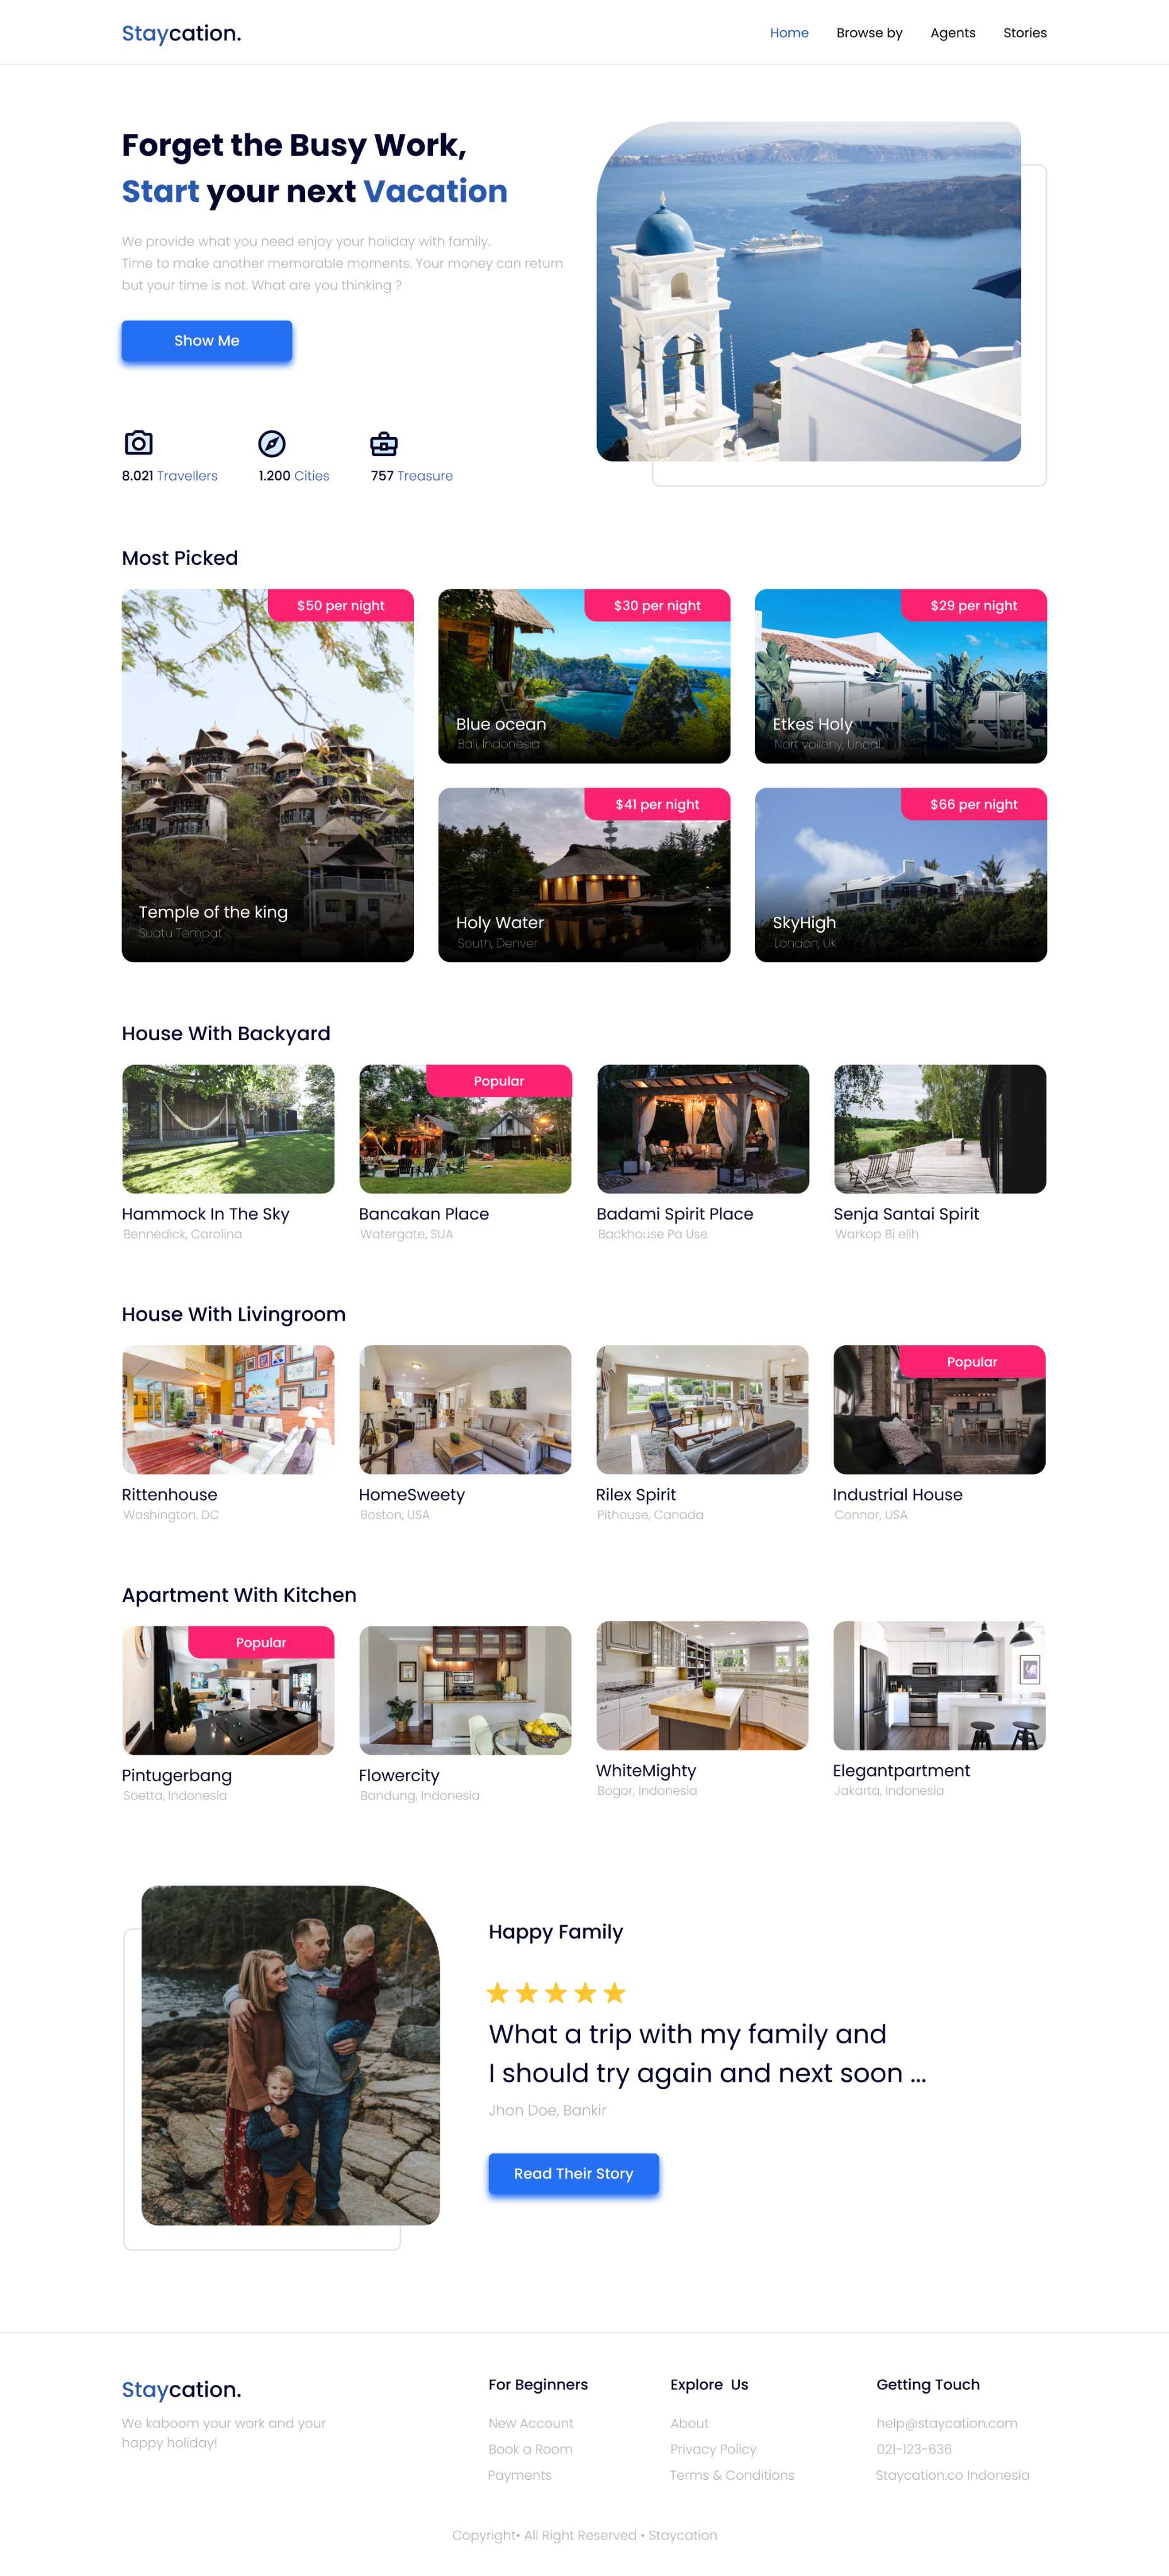 Staycation.
Home Browse by Agents Stories
Forget the Busy Work,
Start your next Vacation
We provide what you need enjoy your holiday with family.
Time to make another memorable moments. Your money can return
but your time is not. What are you thinking ?
Show Me
8.021 Travellers 1.200 Cities 757 Treasure
Most Picked
$50 per night
Temple of the king
Suatu Tempat
$30 per night
Blue ocean
Bali, Indonesia
$29 per night
Etkes Holy
Nort volleny, Uncal
$41 per night
Holy Water
South, Denver
$66 per night
SkyHigh
London, UK
House With Backyard
Popular
Hammock In The Sky
Bennedick, Carolina
Bancakan Place
Watergate, SUA
Badami Spirit Place
Backhouse Pa Use
Senja Santai Spirit
Warkop Bi elih
House With Livingroom
Popular
Rittenhouse
Washington. DC
HomeSweety
Boston, USA
Rilex Spirit
Pithouse, Canada
Industrial House
Connor, USA
Apartment With Kitchen
Popular
Pintugerbang
Soetta, Indonesia
Flowercity
Bandung, Indonesia
WhiteMighty
Bogor, Indonesia
Elegantpartment
Jakarta, Indonesia
Happy Family
What a trip with my family and
I should try again and next soon ...
Jhon Doe, Bankir
Read Their Story
Staycation.
We kaboom your work and your
happy holiday!
For Beginners
New Account
Book a Room
Payments
Explore Us
About
Privacy Policy
Terms & Conditions
Getting Touch
help@staycation.com
021-123-636
Staycation.co Indonesia
Copyright• All Right Reserved • Staycation